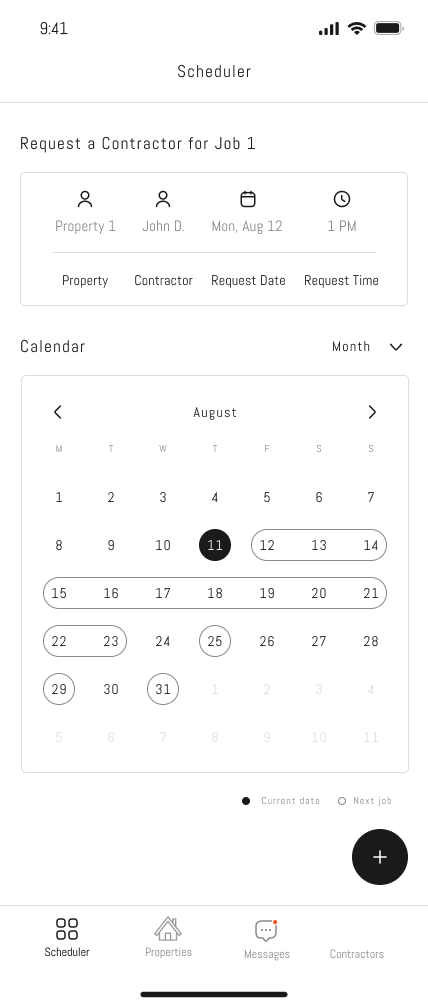 9:41
Scheduler
Request a Contractor for Job 1
Property 1 John D. Mon, Aug 12 1 PM
Property Contractor Request Date Request Time
Calendar Month
August
M T W T F S S
1 2 3 4 5 6 7
8 9 10 11 12 13 14
15 16 17 18 19 20 21
22 23 24 25 26 27 28
29 30 31 1 2 3 4
5 6 7 8 9 10 11
Current date Next job
Scheduler Properties Messages Contractors